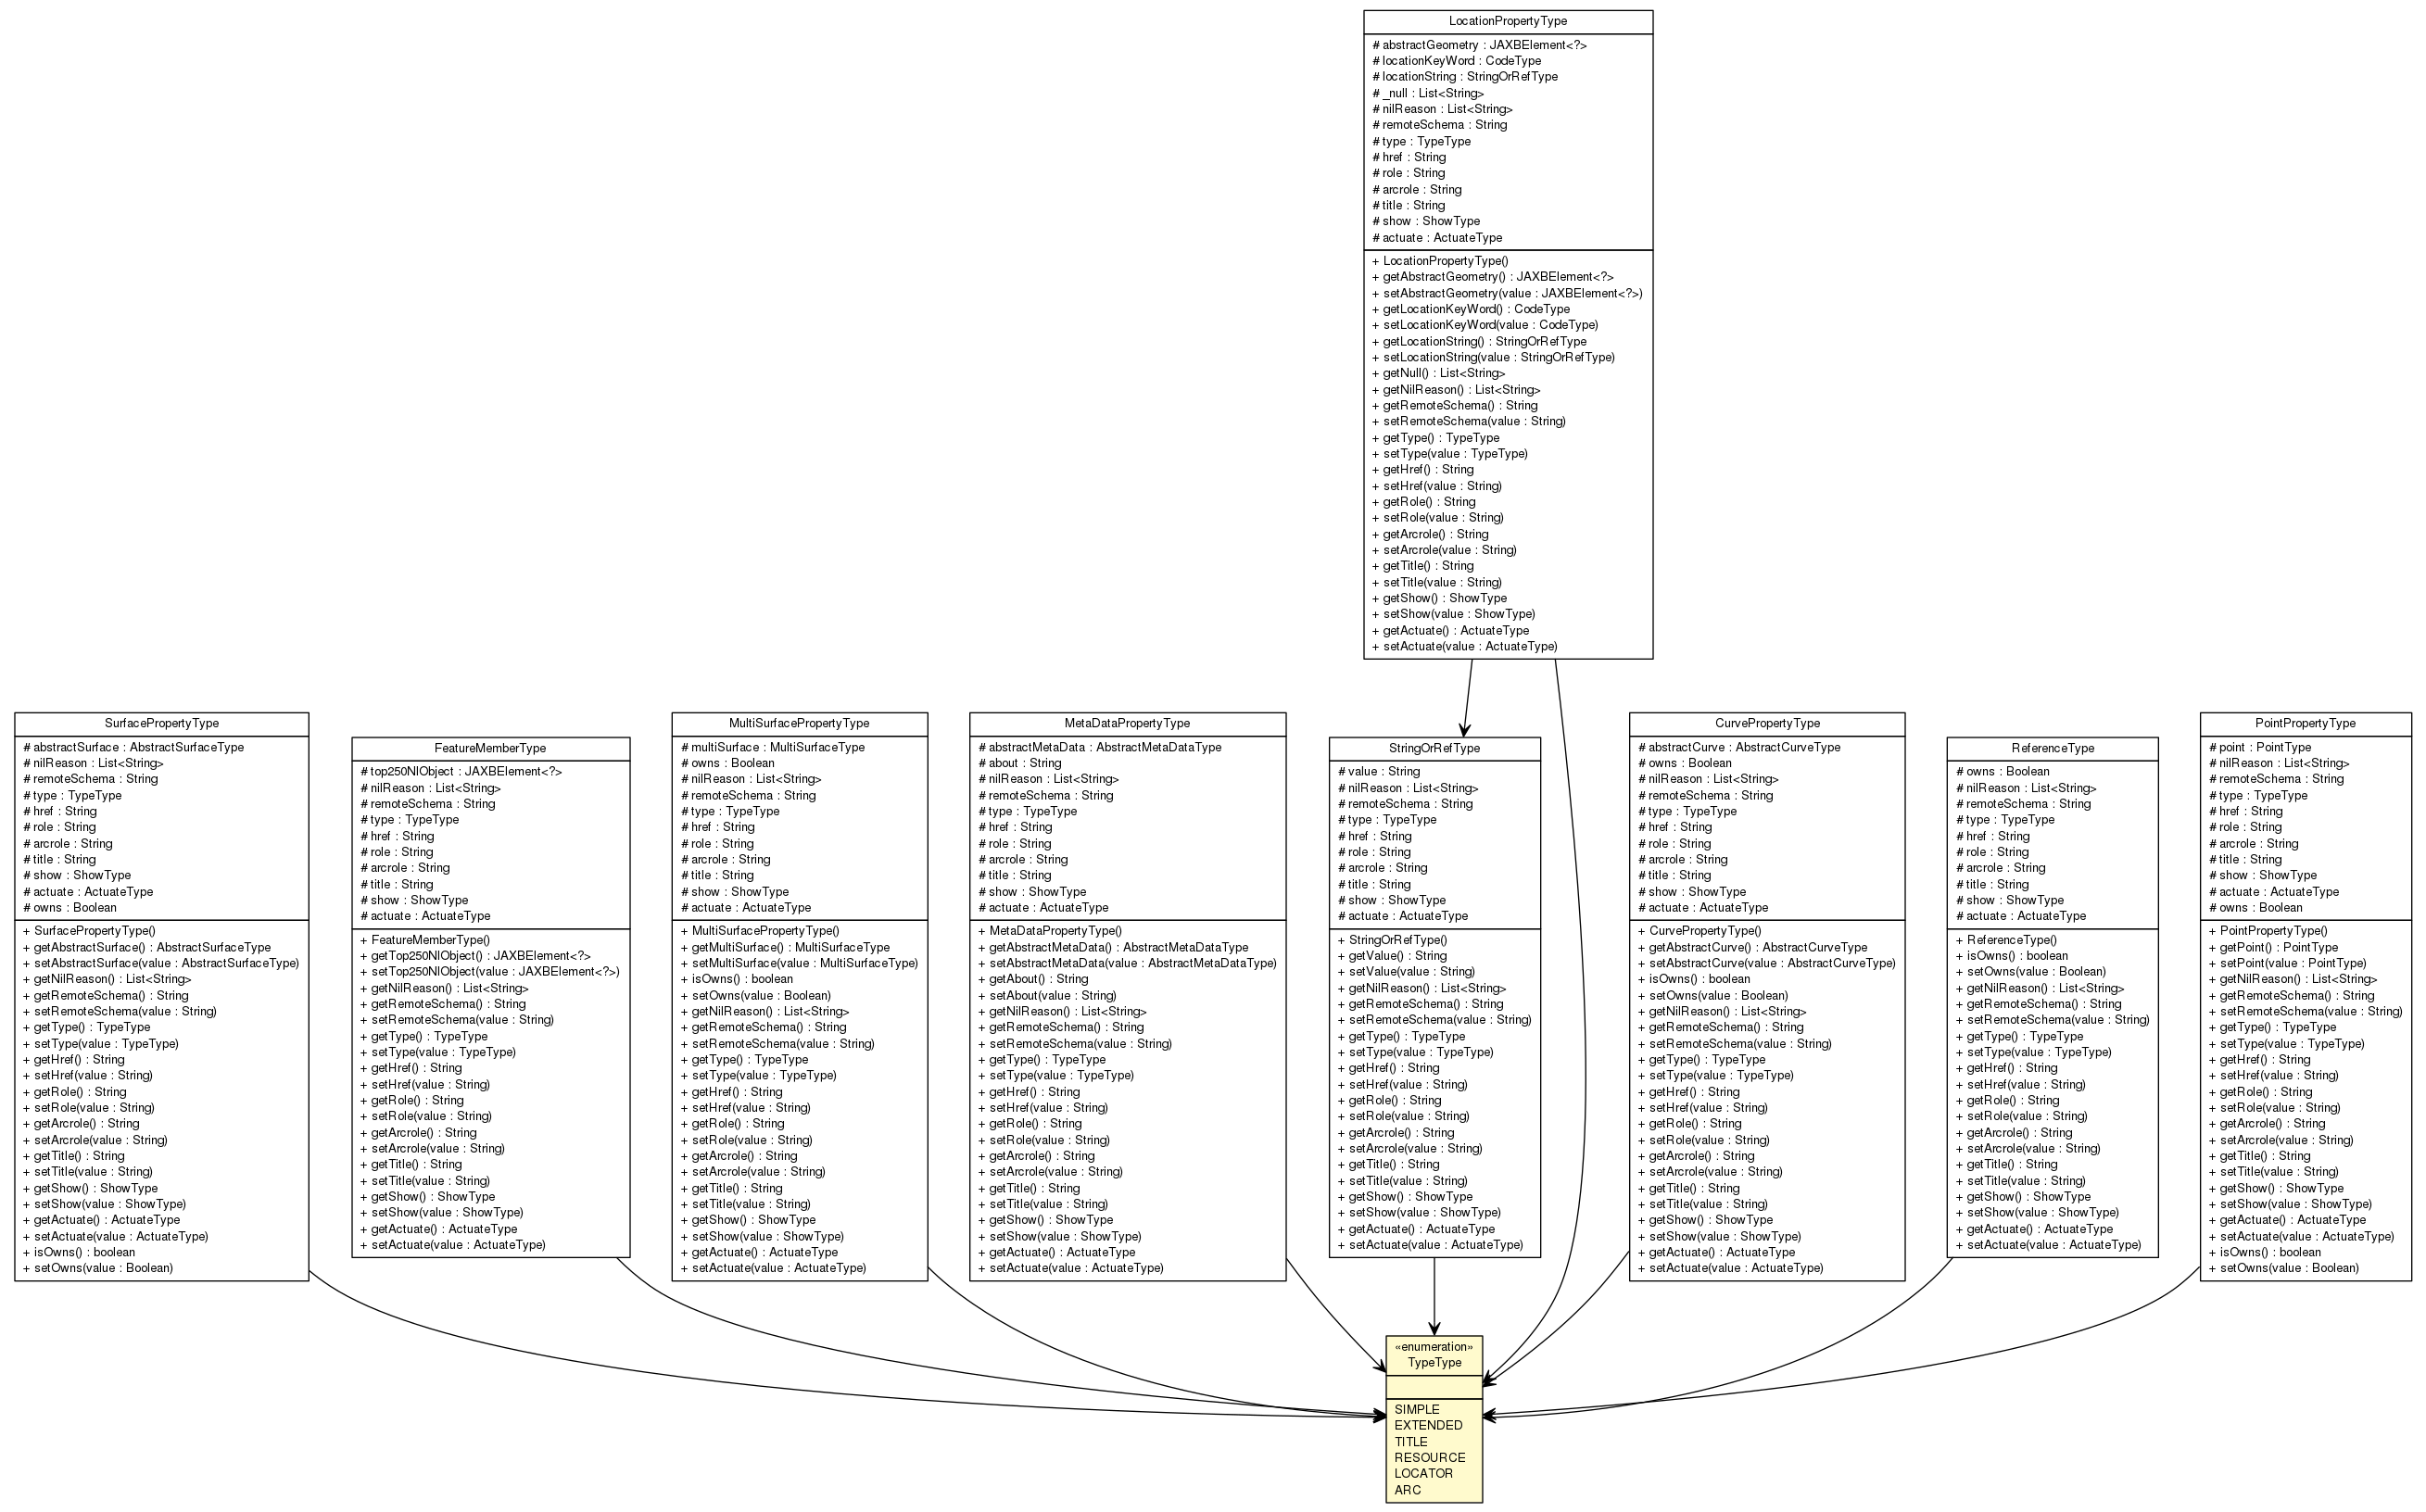 LocationPropertyType
# abstractGeometry : JAXBElement<?>
# locationKeyWord : CodeType
# locationString : StringOrRefType
# _null : List<String>
# nilReason : List<String>
# remoteSchema : String
# type : TypeType
# href : String
# role : String
# arcrole : String
# title : String
# show : ShowType
# actuate : ActuateType
+ LocationPropertyType()
+ getAbstractGeometry() : JAXBElement<?>
+ setAbstractGeometry(value : JAXBElement<?>)
+ getLocationKeyWord() : CodeType
+ setLocationKeyWord(value : CodeType)
+ getLocationString() : StringOrRefType
+ setLocationString(value : StringOrRefType)
+ getNull() : List<String>
+ getNilReason() : List<String>
+ getRemoteSchema() : String
+ setRemoteSchema(value : String)
+ getType() : TypeType
+ setType(value : TypeType)
+ getHref() : String
+ setHref(value : String)
+ getRole() : String
+ setRole(value : String)
+ getArcrole() : String
+ setArcrole(value : String)
+ getTitle() : String
+ setTitle(value : String)
+ getShow() : ShowType
+ setShow(value : ShowType)
+ getActuate() : ActuateType
+ setActuate(value : ActuateType)
SurfacePropertyType
# abstractSurface : AbstractSurfaceType
# nilReason : List<String>
# remoteSchema : String
# type : TypeType
# href : String
# role : String
# arcrole : String
# title : String
# show : ShowType
# actuate : ActuateType
# owns : Boolean
+ SurfacePropertyType()
+ getAbstractSurface() : AbstractSurfaceType
+ setAbstractSurface(value : AbstractSurfaceType)
+ getNilReason() : List<String>
+ getRemoteSchema() : String
+ setRemoteSchema(value : String)
+ getType() : TypeType
+ setType(value : TypeType)
+ getHref() : String
+ setHref(value : String)
+ getRole() : String
+ setRole(value : String)
+ getArcrole() : String
+ setArcrole(value : String)
+ getTitle() : String
+ setTitle(value : String)
+ getShow() : ShowType
+ setShow(value : ShowType)
+ getActuate() : ActuateType
+ setActuate(value : ActuateType)
+ isOwns() : boolean
+ setOwns(value : Boolean)
FeatureMemberType
# top250NlObject : JAXBElement<?>
# nilReason : List<String>
# remoteSchema : String
# type : TypeType
# href : String
# role : String
# arcrole : String
# title : String
# show : ShowType
# actuate : ActuateType
+ FeatureMemberType()
+ getTop250NlObject() : JAXBElement<?>
+ setTop250NlObject(value : JAXBElement<?>)
+ getNilReason() : List<String>
+ getRemoteSchema() : String
+ setRemoteSchema(value : String)
+ getType() : TypeType
+ setType(value : TypeType)
+ getHref() : String
+ setHref(value : String)
+ getRole() : String
+ setRole(value : String)
+ getArcrole() : String
+ setArcrole(value : String)
+ getTitle() : String
+ setTitle(value : String)
+ getShow() : ShowType
+ setShow(value : ShowType)
+ getActuate() : ActuateType
+ setActuate(value : ActuateType)
MultiSurfacePropertyType
# multiSurface : MultiSurfaceType
# owns : Boolean
# nilReason : List<String>
# remoteSchema : String
# type : TypeType
# href : String
# role : String
# arcrole : String
# title : String
# show : ShowType
# actuate : ActuateType
+ MultiSurfacePropertyType()
+ getMultiSurface() : MultiSurfaceType
+ setMultiSurface(value : MultiSurfaceType)
+ isOwns() : boolean
+ setOwns(value : Boolean)
+ getNilReason() : List<String>
+ getRemoteSchema() : String
+ setRemoteSchema(value : String)
+ getType() : TypeType
+ setType(value : TypeType)
+ getHref() : String
+ setHref(value : String)
+ getRole() : String
+ setRole(value : String)
+ getArcrole() : String
+ setArcrole(value : String)
+ getTitle() : String
+ setTitle(value : String)
+ getShow() : ShowType
+ setShow(value : ShowType)
+ getActuate() : ActuateType
+ setActuate(value : ActuateType)
MetaDataPropertyType
# abstractMetaData : AbstractMetaDataType
# about : String
# nilReason : List<String>
# remoteSchema : String
# type : TypeType
# href : String
# role : String
# arcrole : String
# title : String
# show : ShowType
# actuate : ActuateType
+ MetaDataPropertyType()
+ getAbstractMetaData() : AbstractMetaDataType
+ setAbstractMetaData(value : AbstractMetaDataType)
+ getAbout() : String
+ setAbout(value : String)
+ getNilReason() : List<String>
+ getRemoteSchema() : String
+ setRemoteSchema(value : String)
+ getType() : TypeType
+ setType(value : TypeType)
+ getHref() : String
+ setHref(value : String)
+ getRole() : String
+ setRole(value : String)
+ getArcrole() : String
+ setArcrole(value : String)
+ getTitle() : String
+ setTitle(value : String)
+ getShow() : ShowType
+ setShow(value : ShowType)
+ getActuate() : ActuateType
+ setActuate(value : ActuateType)
StringOrRefType
# value : String
# nilReason : List<String>
# remoteSchema : String
# type : TypeType
# href : String
# role : String
# arcrole : String
# title : String
# show : ShowType
# actuate : ActuateType
+ StringOrRefType()
+ getValue() : String
+ setValue(value : String)
+ getNilReason() : List<String>
+ getRemoteSchema() : String
+ setRemoteSchema(value : String)
+ getType() : TypeType
+ setType(value : TypeType)
+ getHref() : String
+ setHref(value : String)
+ getRole() : String
+ setRole(value : String)
+ getArcrole() : String
+ setArcrole(value : String)
+ getTitle() : String
+ setTitle(value : String)
+ getShow() : ShowType
+ setShow(value : ShowType)
+ getActuate() : ActuateType
+ setActuate(value : ActuateType)
CurvePropertyType
# abstractCurve : AbstractCurveType
# owns : Boolean
# nilReason : List<String>
# remoteSchema : String
# type : TypeType
# href : String
# role : String
# arcrole : String
# title : String
# show : ShowType
# actuate : ActuateType
+ CurvePropertyType()
+ getAbstractCurve() : AbstractCurveType
+ setAbstractCurve(value : AbstractCurveType)
+ isOwns() : boolean
+ setOwns(value : Boolean)
+ getNilReason() : List<String>
+ getRemoteSchema() : String
+ setRemoteSchema(value : String)
+ getType() : TypeType
+ setType(value : TypeType)
+ getHref() : String
+ setHref(value : String)
+ getRole() : String
+ setRole(value : String)
+ getArcrole() : String
+ setArcrole(value : String)
+ getTitle() : String
+ setTitle(value : String)
+ getShow() : ShowType
+ setShow(value : ShowType)
+ getActuate() : ActuateType
+ setActuate(value : ActuateType)
ReferenceType
# owns : Boolean
# nilReason : List<String>
# remoteSchema : String
# type : TypeType
# href : String
# role : String
# arcrole : String
# title : String
# show : ShowType
# actuate : ActuateType
+ ReferenceType()
+ isOwns() : boolean
+ setOwns(value : Boolean)
+ getNilReason() : List<String>
+ getRemoteSchema() : String
+ setRemoteSchema(value : String)
+ getType() : TypeType
+ setType(value : TypeType)
+ getHref() : String
+ setHref(value : String)
+ getRole() : String
+ setRole(value : String)
+ getArcrole() : String
+ setArcrole(value : String)
+ getTitle() : String
+ setTitle(value : String)
+ getShow() : ShowType
+ setShow(value : ShowType)
+ getActuate() : ActuateType
+ setActuate(value : ActuateType)
PointPropertyType
# point : PointType
# nilReason : List<String>
# remoteSchema : String
# type : TypeType
# href : String
# role : String
# arcrole : String
# title : String
# show : ShowType
# actuate : ActuateType
# owns : Boolean
+ PointPropertyType()
+ getPoint() : PointType
+ setPoint(value : PointType)
+ getNilReason() : List<String>
+ getRemoteSchema() : String
+ setRemoteSchema(value : String)
+ getType() : TypeType
+ setType(value : TypeType)
+ getHref() : String
+ setHref(value : String)
+ getRole() : String
+ setRole(value : String)
+ getArcrole() : String
+ setArcrole(value : String)
+ getTitle() : String
+ setTitle(value : String)
+ getShow() : ShowType
+ setShow(value : ShowType)
+ getActuate() : ActuateType
+ setActuate(value : ActuateType)
+ isOwns() : boolean
+ setOwns(value : Boolean)
«enumeration»
TypeType
SIMPLE
EXTENDED
TITLE
RESOURCE
LOCATOR
ARC